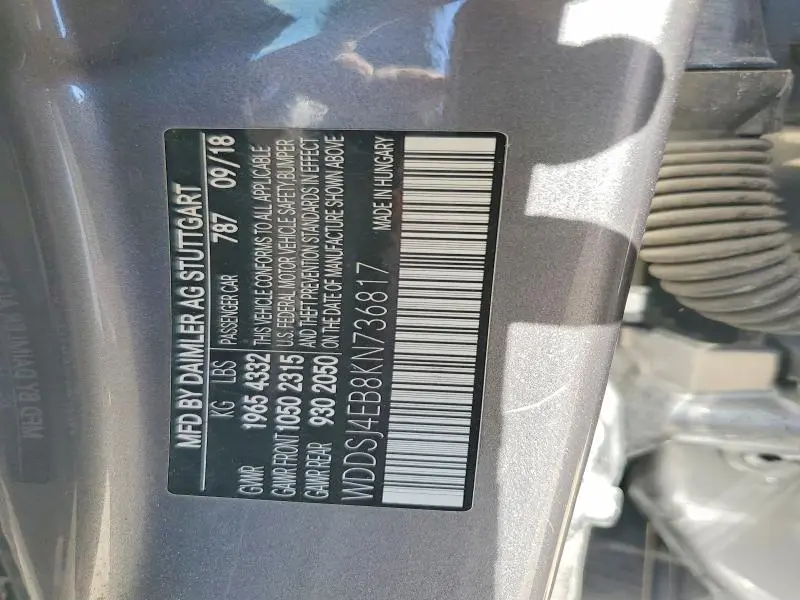 MFD BY DAIMLER AG STUTTGART
KG LBS PASSENGER CAR 787 09/18
GVWR 1965 4332 THIS VEHICLE CONFORMS TO ALL APPLICABLE
GAWR FRONT 1050 2315 U.S. FEDERAL MOTOR VEHICLE SAFETY, BUMPER
GAWR REAR 930 2050 AND THEFT PREVENTION STANDARDS IN EFFECT
ON THE DATE OF MANUFACTURE SHOWN ABOVE
WDDSJ4EB8KN736817 MADE IN HUNGARY